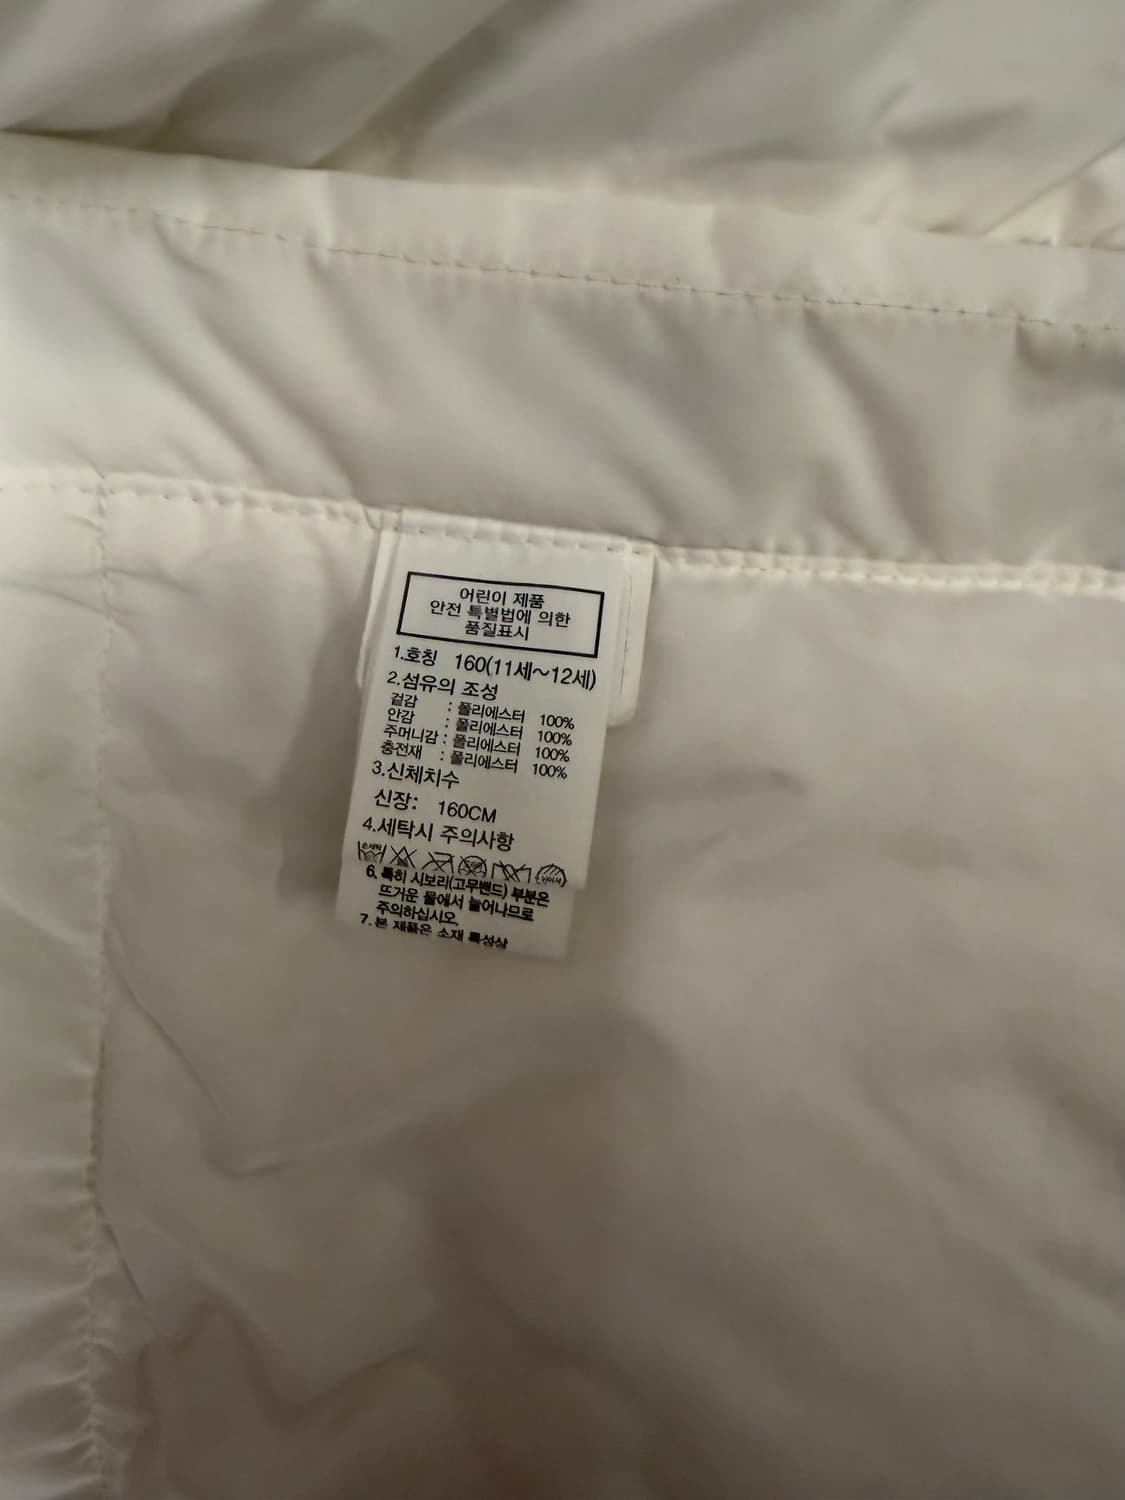 어린이 제품
안전 특별법에 의한
품질표시
1.호칭 160(11세~12세)
2.섬유의 조성
겉감 : 폴리에스터 100%
안감 : 폴리에스터 100%
주머니감 : 폴리에스터 100%
충전재 : 폴리에스터 100%
3.신체치수
신장: 160CM
4.세탁시 주의사항
6. 특히 시보리(고무밴드) 부분은
뜨거운 물에서 늘어나므로
주의하십시오.
7. 본 제품은 소재 특성상